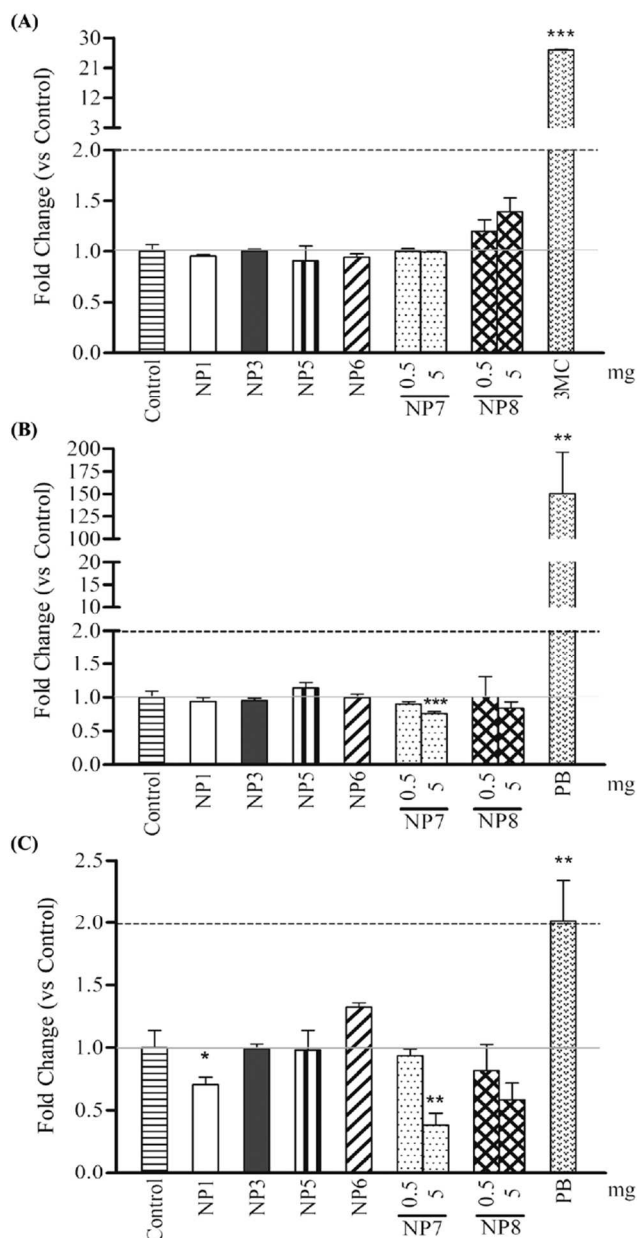 (A)
Fold Change (vs Control)
30
21
12
3
2.0
1.5
1.0
0.5
0.0
***
Control
NP1
NP3
NP5
NP6
0.5
5
NP7
0.5
5
NP8
3MC
mg
(B)
Fold Change (vs Control)
200
175
150
125
100
20
15
10
2.0
1.5
1.0
0.5
0.0
***
**
Control
NP1
NP3
NP5
NP6
0.5
5
NP7
0.5
5
NP8
PB
mg
(C)
Fold Change (vs Control)
2.5
2.0
1.5
1.0
0.5
0.0
*
**
**
Control
NP1
NP3
NP5
NP6
0.5
5
NP7
0.5
5
NP8
PB
mg